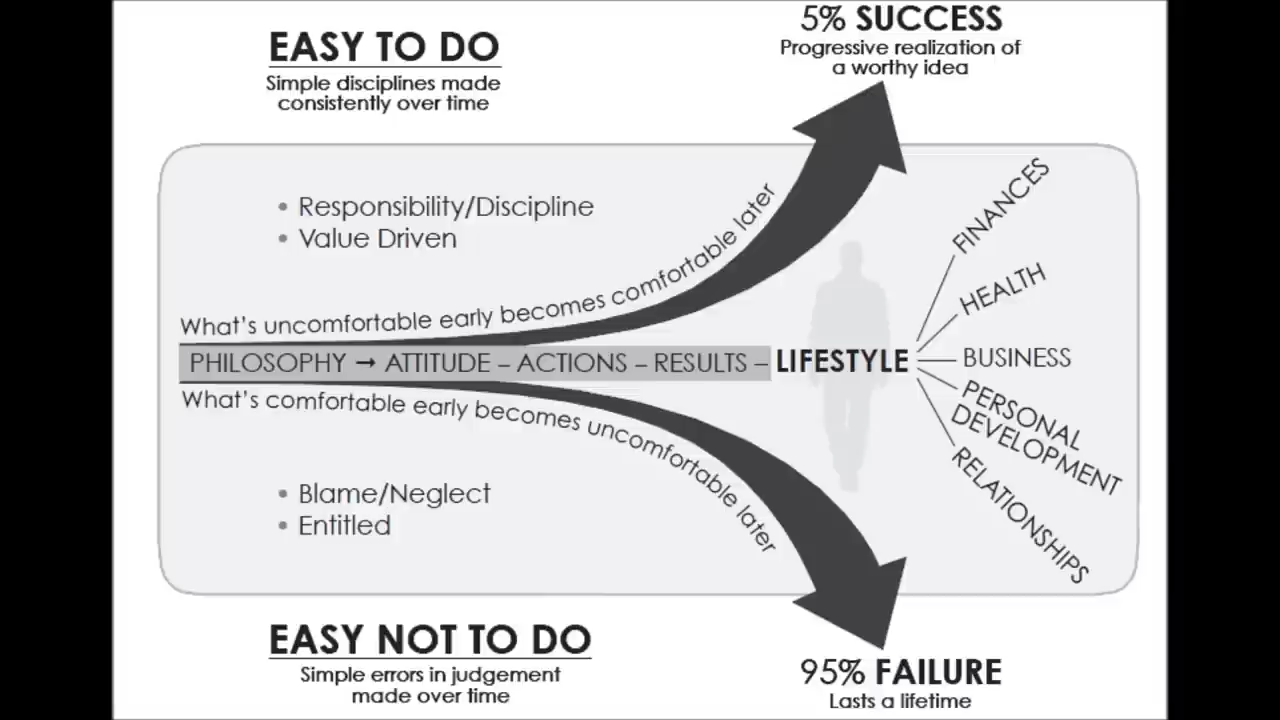 EASY TO DO
Simple disciplines made
consistently over time
5% SUCCESS
Progressive realization of
a worthy idea
• Responsibility/Discipline
• Value Driven
What's uncomfortable early becomes comfortable later
PHILOSOPHY → ATTITUDE – ACTIONS – RESULTS – LIFESTYLE
What's comfortable early becomes uncomfortable later
FINANCES
HEALTH
BUSINESS
PERSONAL
DEVELOPMENT
RELATIONSHIPS
• Blame/Neglect
• Entitled
EASY NOT TO DO
Simple errors in judgement
made over time
95% FAILURE
Lasts a lifetime